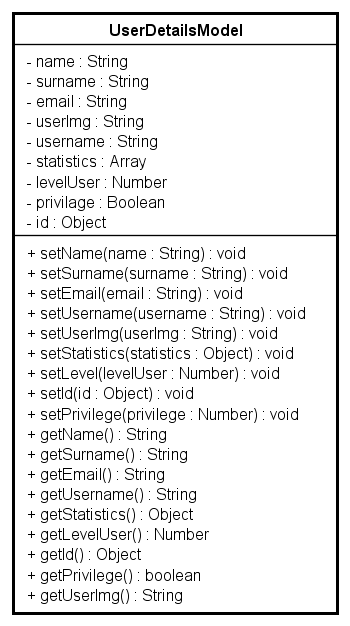 UserDetailsModel
- name : String
- surname : String
- email : String
- userImg : String
- username : String
- statistics : Array
- levelUser : Number
- privilage : Boolean
- id : Object
+ setName(name : String) : void
+ setSurname(surname : String) : void
+ setEmail(email : String) : void
+ setUsername(username : String) : void
+ setUserImg(userImg : String) : void
+ setStatistics(statistics : Object) : void
+ setLevel(levelUser : Number) : void
+ setId(id : Object) : void
+ setPrivilege(privilege : Number) : void
+ getName() : String
+ getSurname() : String
+ getEmail() : String
+ getUsername() : String
+ getStatistics() : Object
+ getLevelUser() : Number
+ getId() : Object
+ getPrivilege() : boolean
+ getUserImg() : String